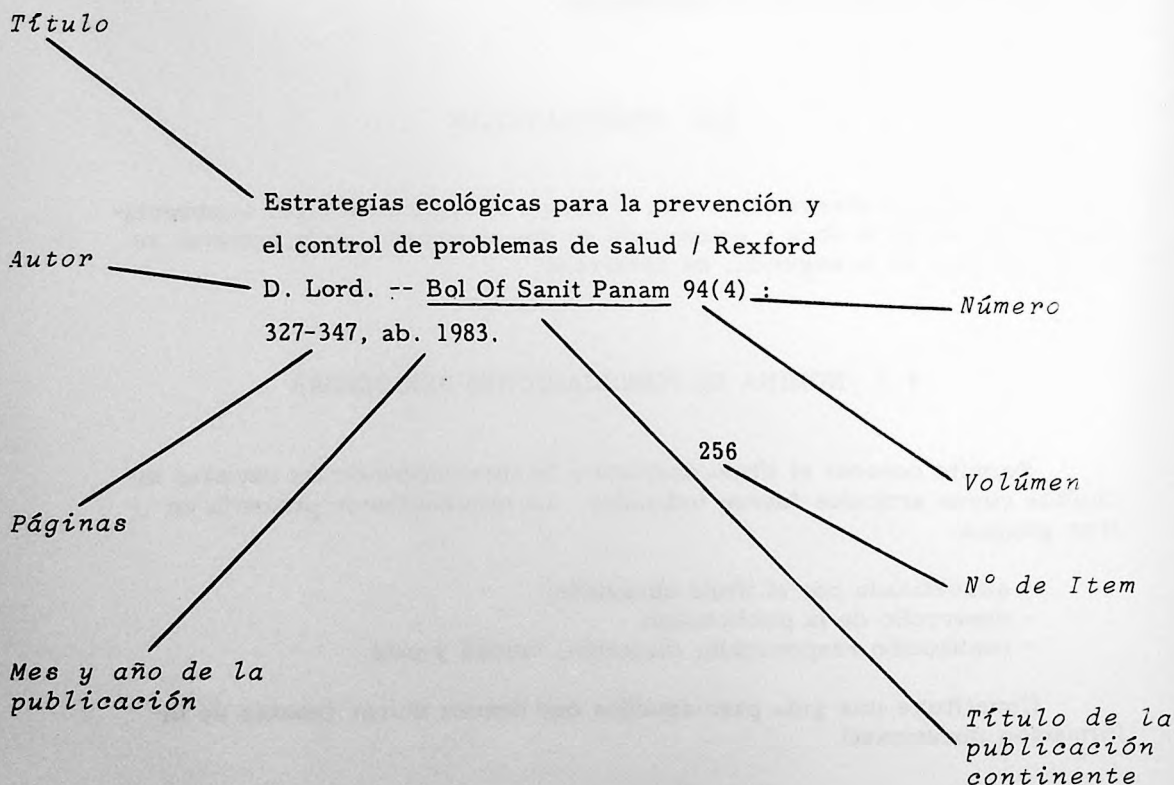 Título
Estrategias ecológicas para la prevención y
el control de problemas de salud / Rexford
Autor
D. Lord. -- Bol Of Sanit Panam 94(4) :
Número
327-347, ab. 1983.
256
Volúmen
Páginas
N° de Item
Mes y año de la
publicación
Título de la
publicación
continente